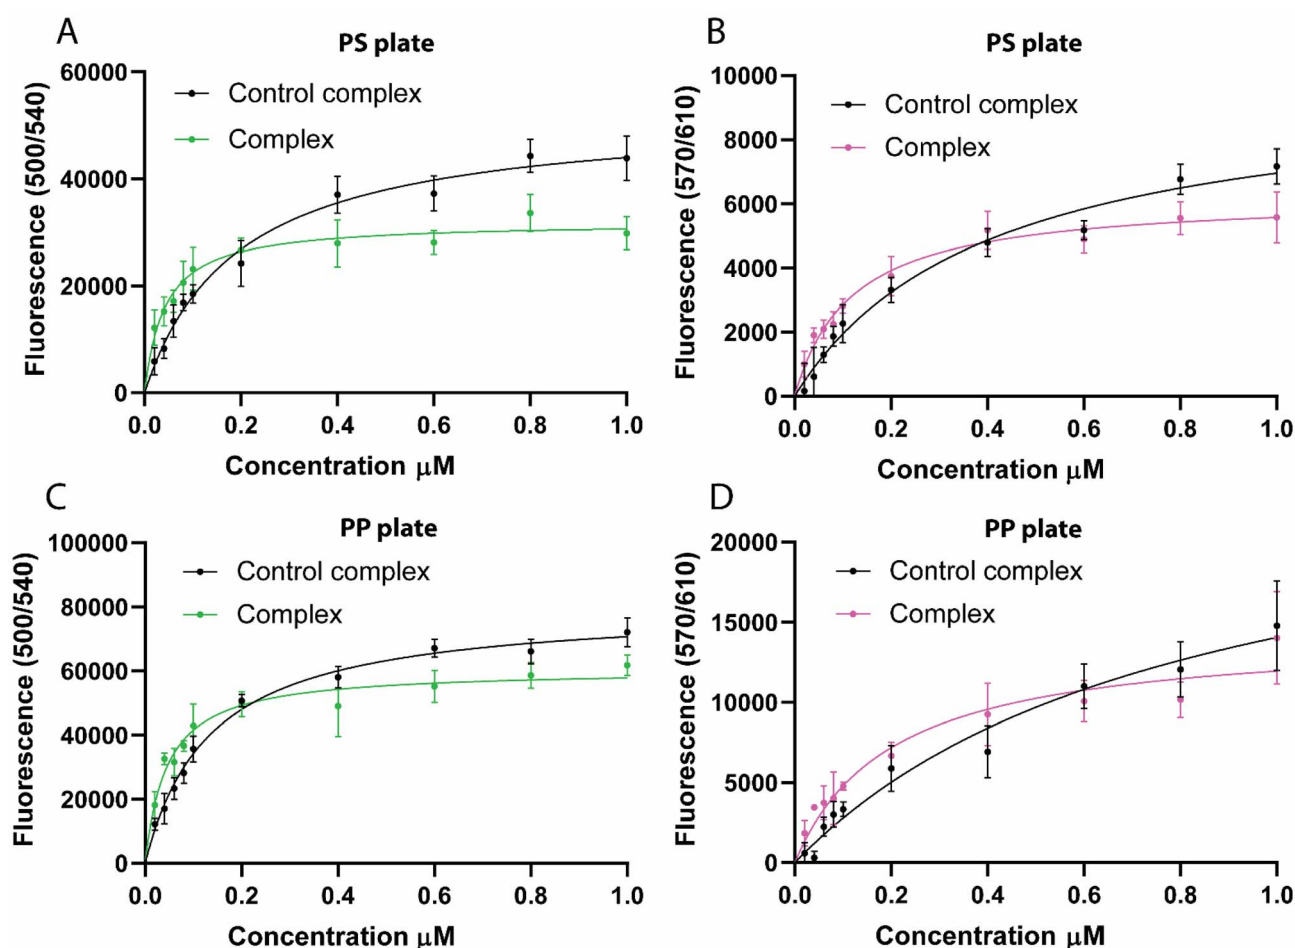 A
PS plate
Fluorescence (500/540)
60000
40000
20000
0
Control complex
Complex
0.0 0.2 0.4 0.6 0.8 1.0
Concentration μM
B
PS plate
Fluorescence (570/610)
10000
8000
6000
4000
2000
0
Control complex
Complex
0.0 0.2 0.4 0.6 0.8 1.0
Concentration μM
C
PP plate
Fluorescence (500/540)
100000
80000
60000
40000
20000
0
Control complex
Complex
0.0 0.2 0.4 0.6 0.8 1.0
Concentration μM
D
PP plate
Fluorescence (570/610)
20000
15000
10000
5000
0
Control complex
Complex
0.0 0.2 0.4 0.6 0.8 1.0
Concentration μM